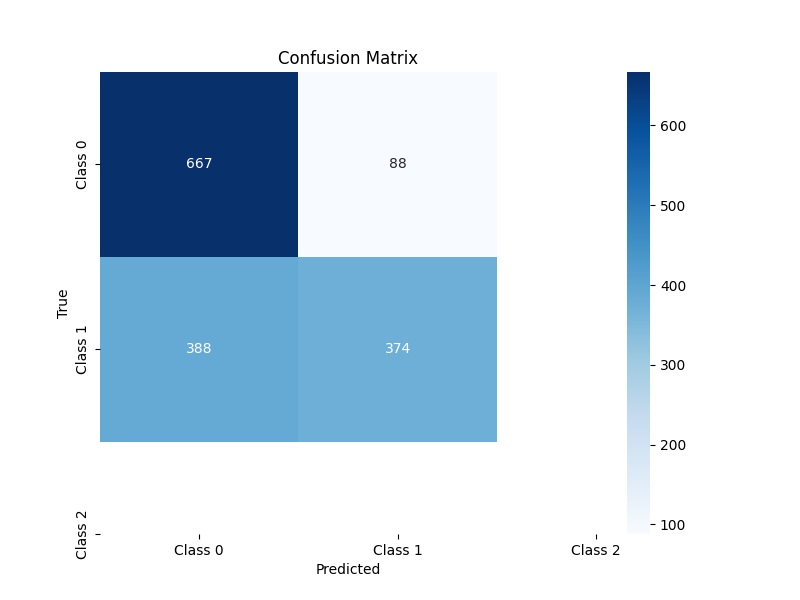 Confusion Matrix
Class 0
667
88
600
500
400
300
200
100
True
Class 1
388
374
Class 2
Class 0
Class 1
Class 2
Predicted